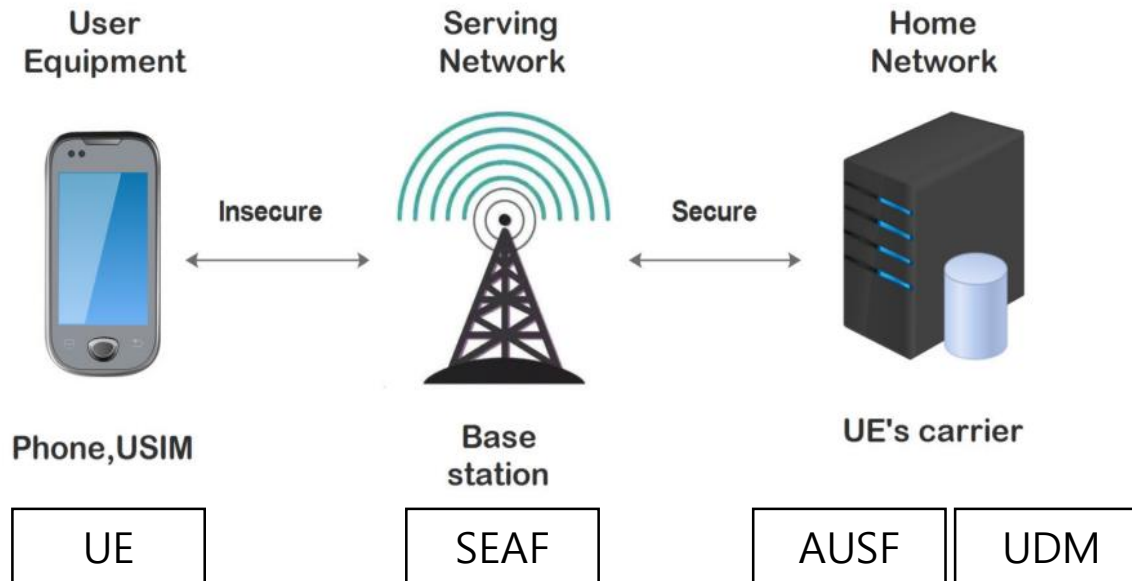 User
Equipment
Serving
Network
Home
Network
Insecure
Secure
Phone,USIM
Base
station
UE's carrier
UE
SEAF
AUSF
UDM